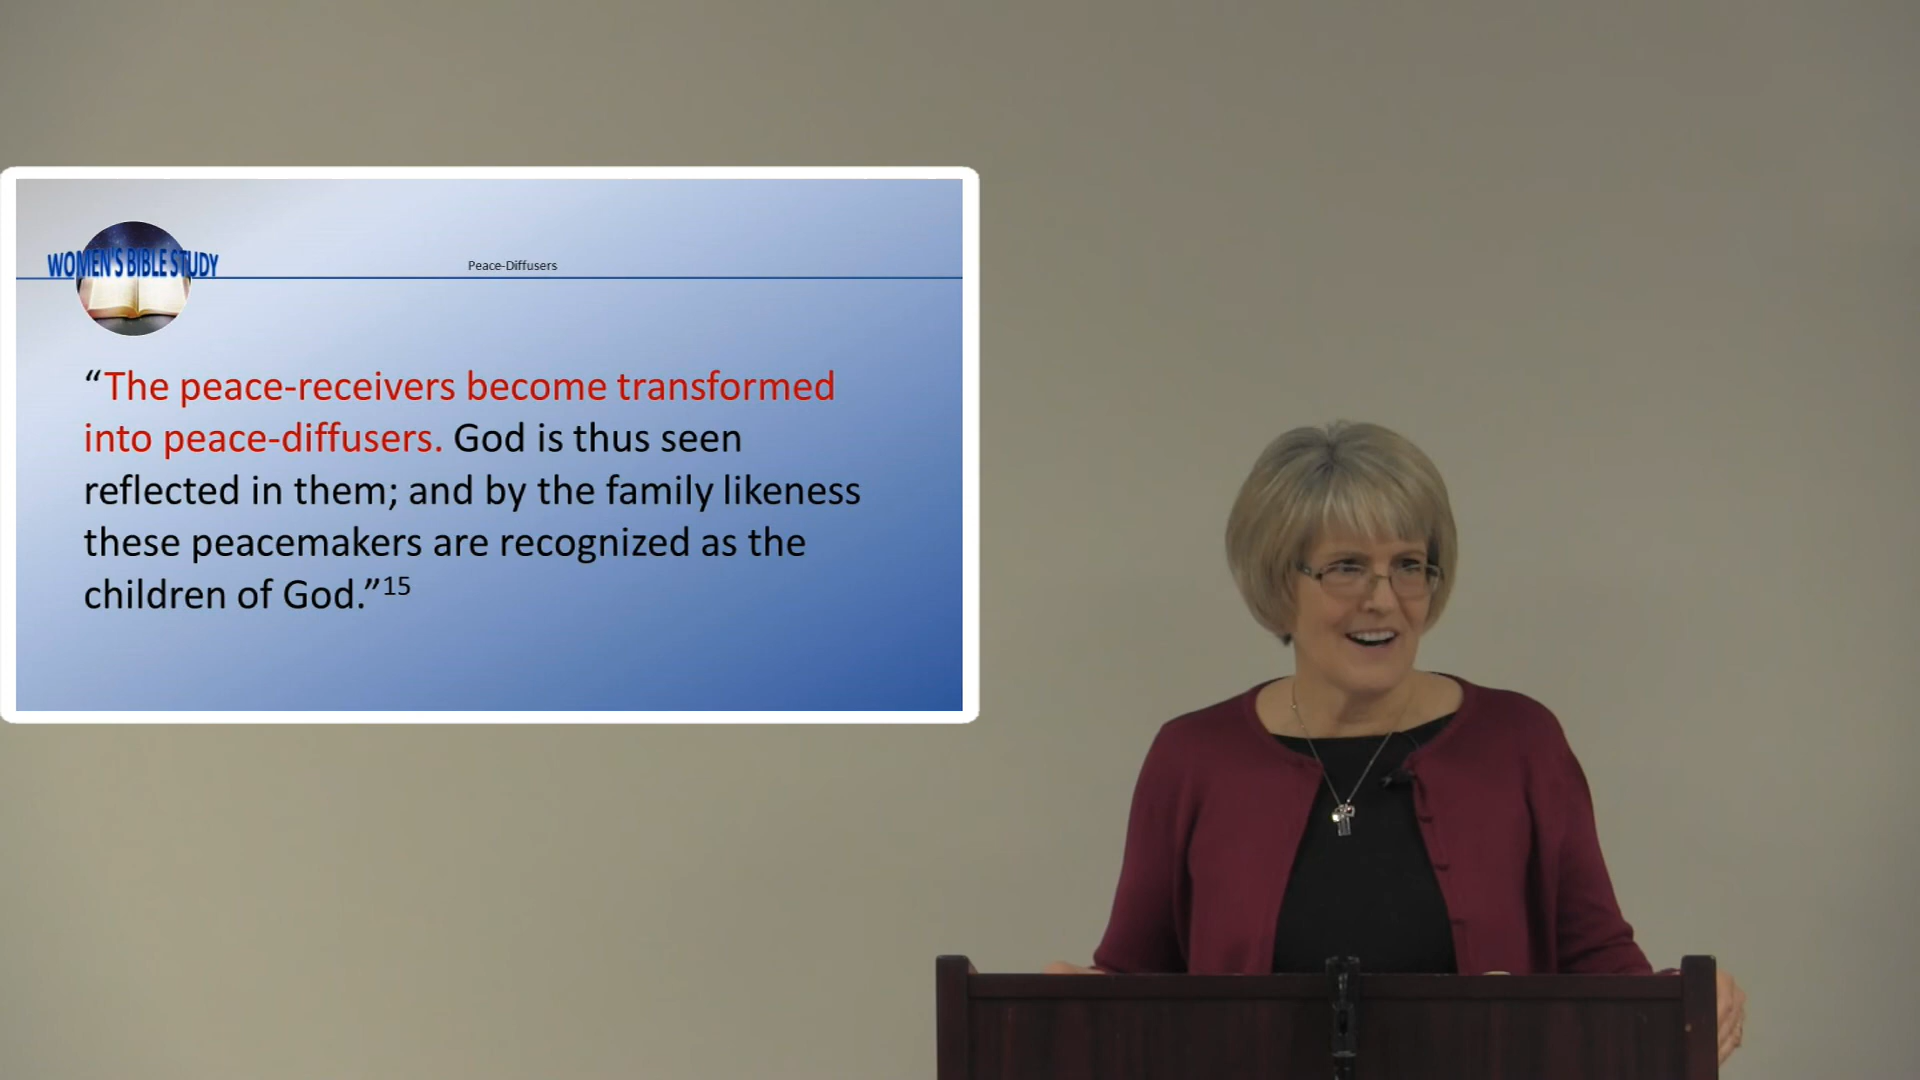 WOMEN'S BIBLE STUDY
Peace-Diffusers
“The peace-receivers become transformed
into peace-diffusers. God is thus seen
reflected in them; and by the family likeness
these peacemakers are recognized as the
children of God.”15